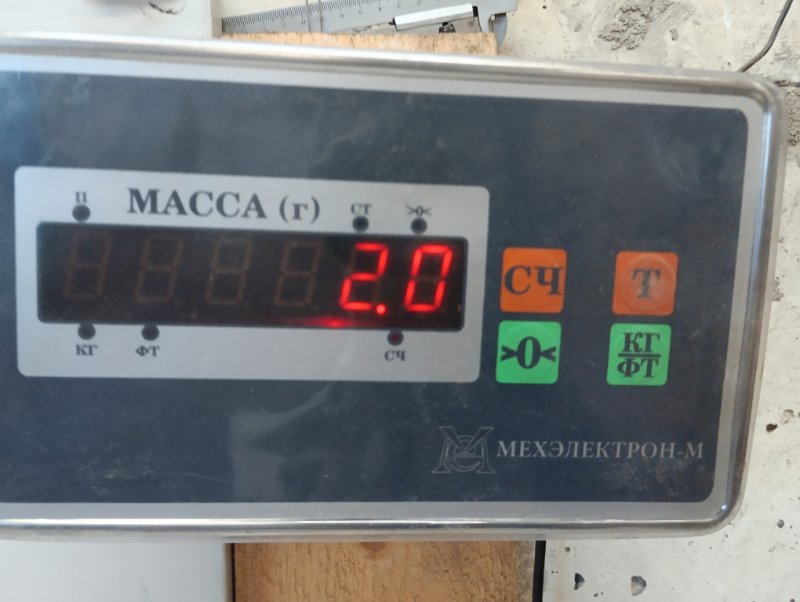 П
МАССА (г)
СТ
>0<
2.0
КГ
ФТ
СЧ
СЧ
Т
>0<
КГ
ФТ
МЕХЭЛЕКТРОН-М